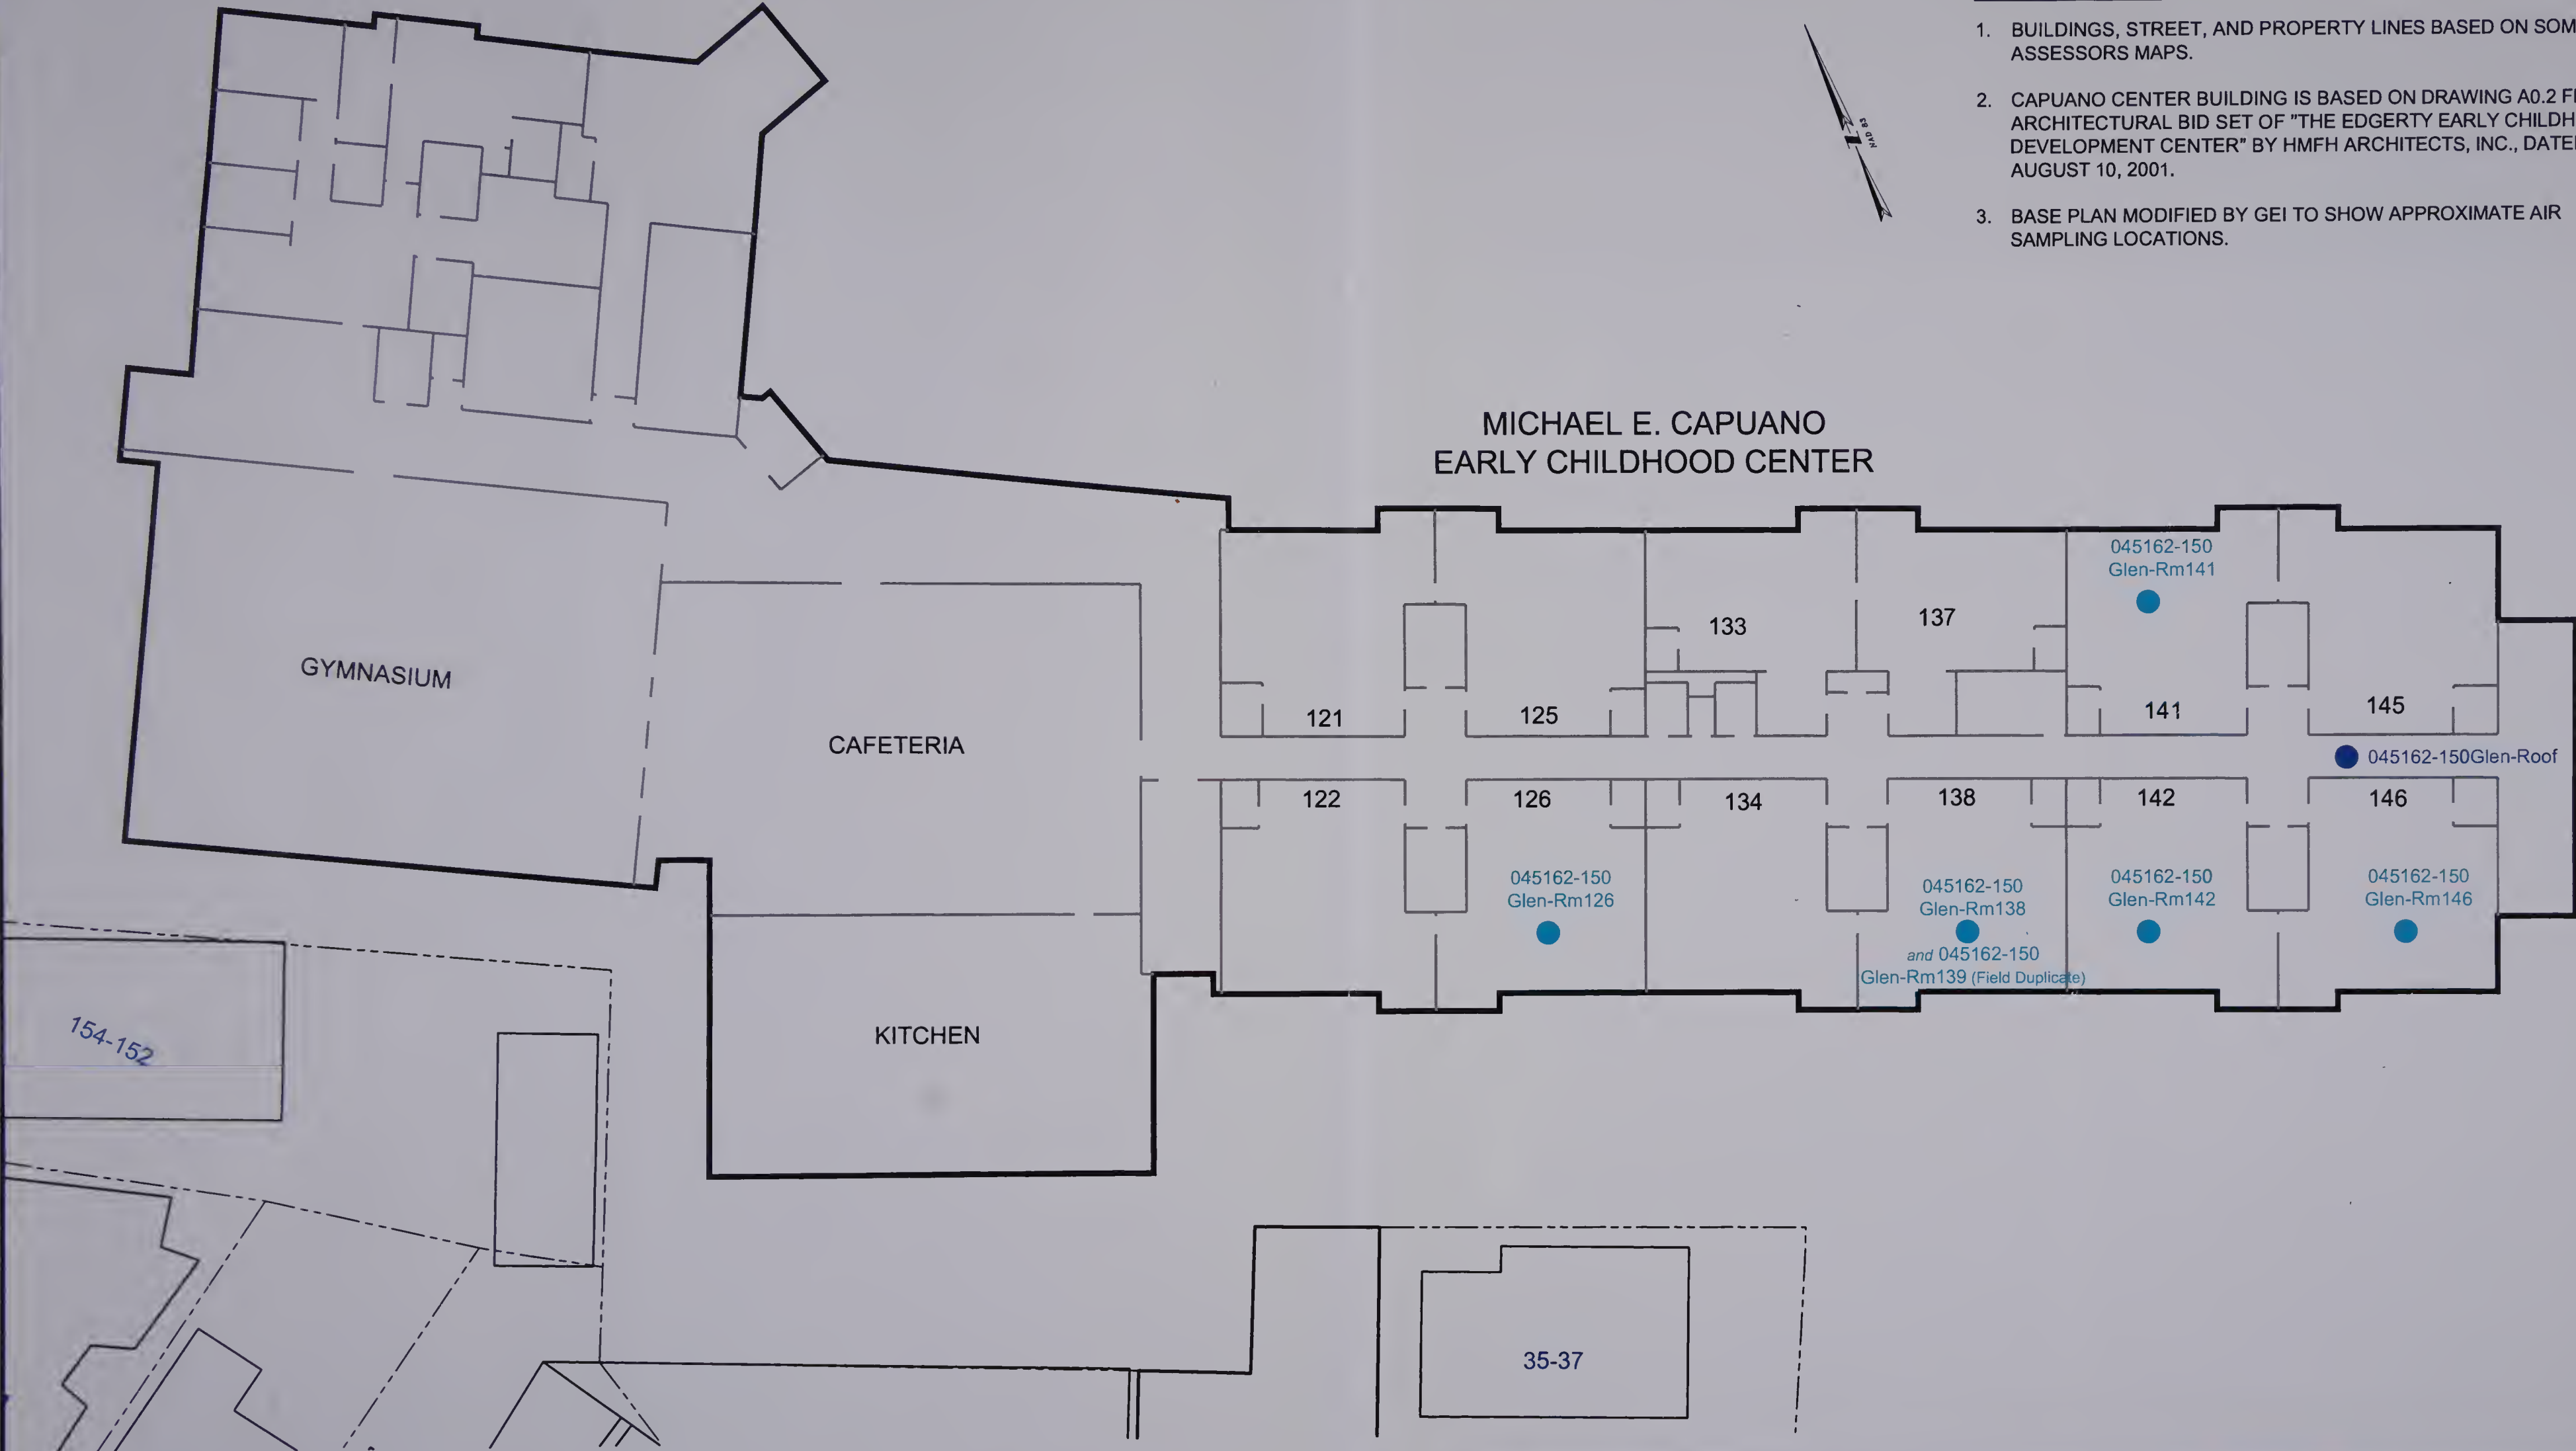 1. BUILDINGS, STREET, AND PROPERTY LINES BASED ON SOM
ASSESSORS MAPS.
2. CAPUANO CENTER BUILDING IS BASED ON DRAWING A0.2 F
ARCHITECTURAL BID SET OF "THE EDGERTY EARLY CHILDH
DEVELOPMENT CENTER" BY HMFH ARCHITECTS, INC., DATE
AUGUST 10, 2001.
3. BASE PLAN MODIFIED BY GEI TO SHOW APPROXIMATE AIR
SAMPLING LOCATIONS.
NAD 83
MICHAEL E. CAPUANO
EARLY CHILDHOOD CENTER
045162-150
Glen-Rm141
133
137
GYMNASIUM
CAFETERIA
121
125
141
145
045162-150Glen-Roof
122
126
134
138
142
146
045162-150
Glen-Rm126
045162-150
Glen-Rm138
and 045162-150
Glen-Rm139 (Field Duplicate)
045162-150
Glen-Rm142
045162-150
Glen-Rm146
KITCHEN
154-152
35-37